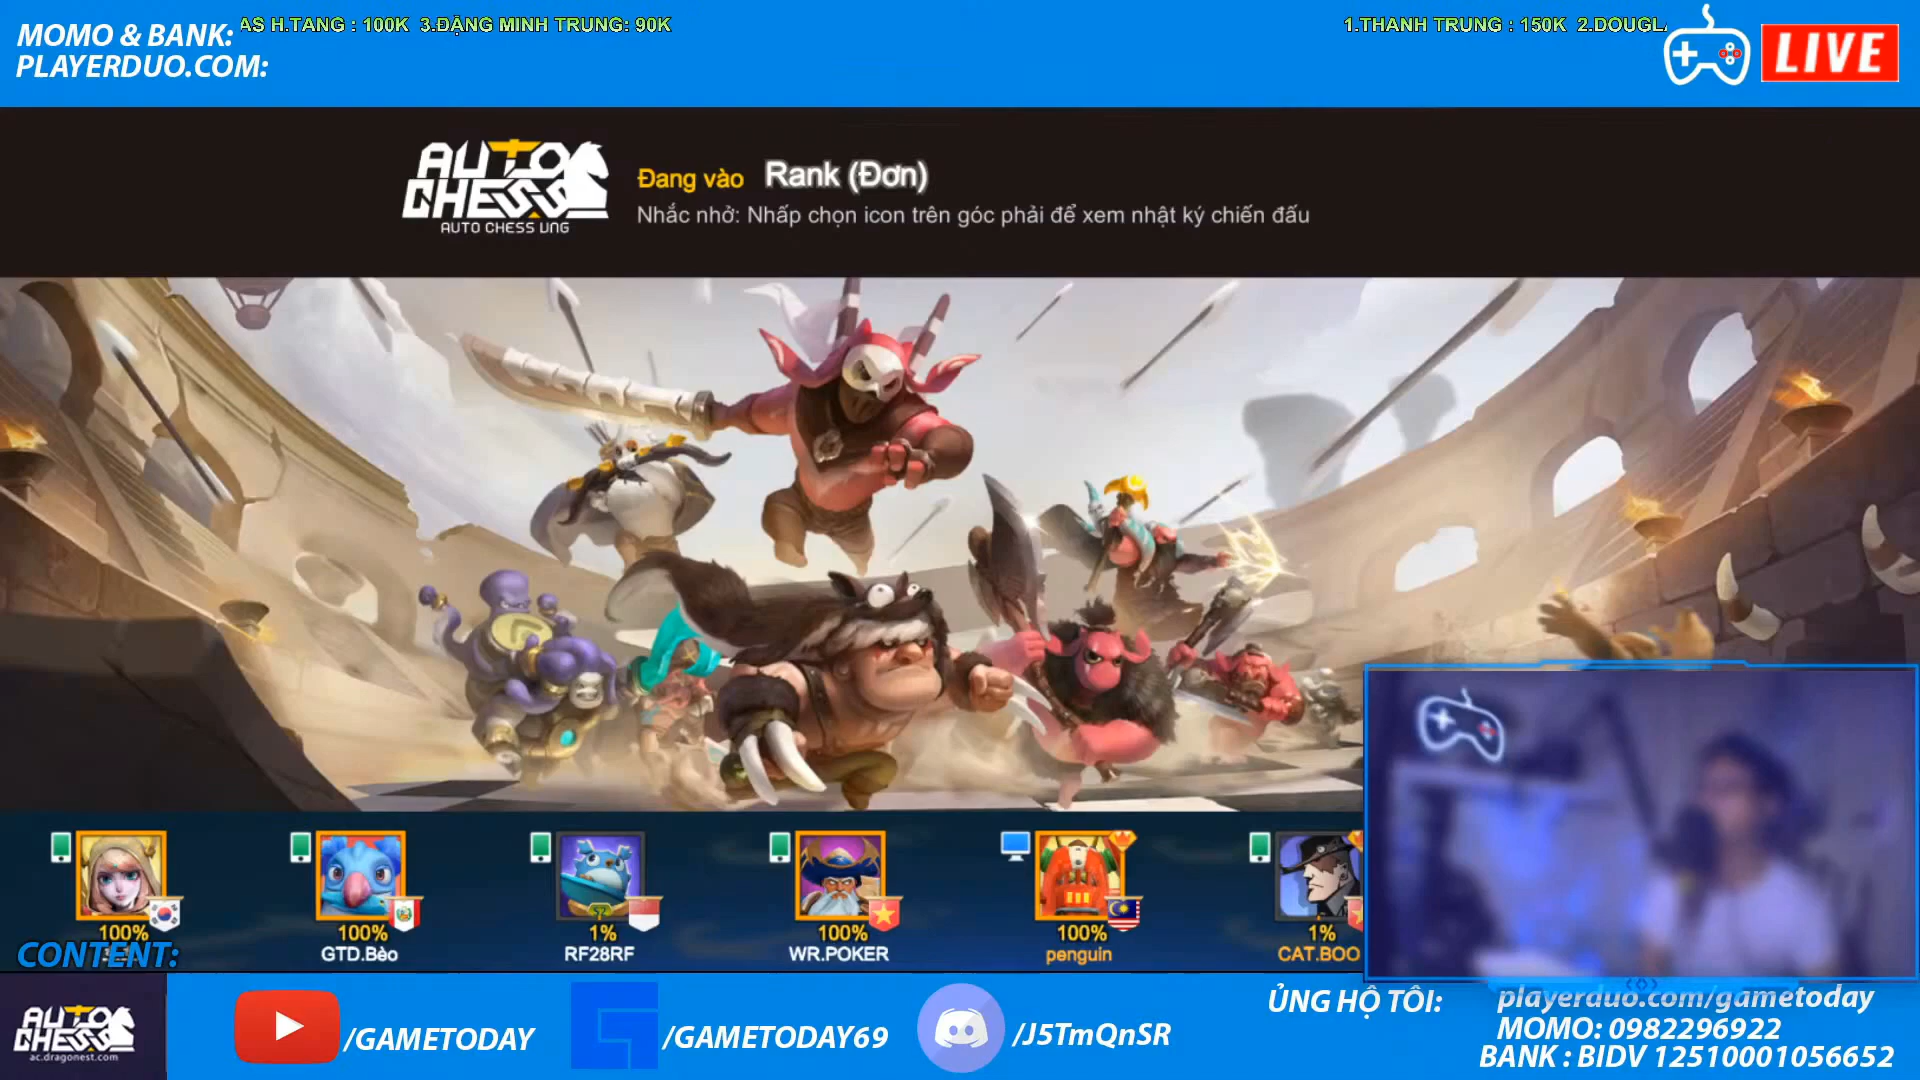 MOMO & BANK:
PLAYERDUO.COM:
AS H.TANG : 100K 3.ĐẶNG MINH TRUNG: 90K
1.THANH TRUNG : 150K 2.DOUGL
LIVE
AUTO CHESS
AUTO CHESS VNG
Đang vào Rank (Đơn)
Nhắc nhở: Nhấp chọn icon trên góc phải để xem nhật ký chiến đấu
100%
100%
GTD.Bèo
1%
RF28RF
100%
WR.POKER
100%
penguin
1%
CAT.BOO
CONTENT:
AUTO CHESS
ac.dragonest.com
/GAMETODAY
/GAMETODAY69
/J5TmQnSR
ỦNG HỘ TÔI:
playerduo.com/gametoday
MOMO: 0982296922
BANK : BIDV 12510001056652